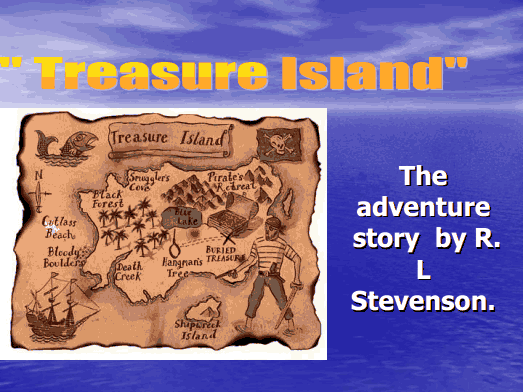 " Treasure Island"
Treasure Island
Smuggler's
Cove
Pirate's
Retreat
Black
Forest
Blue
Lake
N
Cutlass
Beach
BURIED
TREASURE
Bloody
Boulders
Hangman's
Tree
Death
Creek
Shipwreck
Island
The
adventure
story by R.
L
Stevenson.